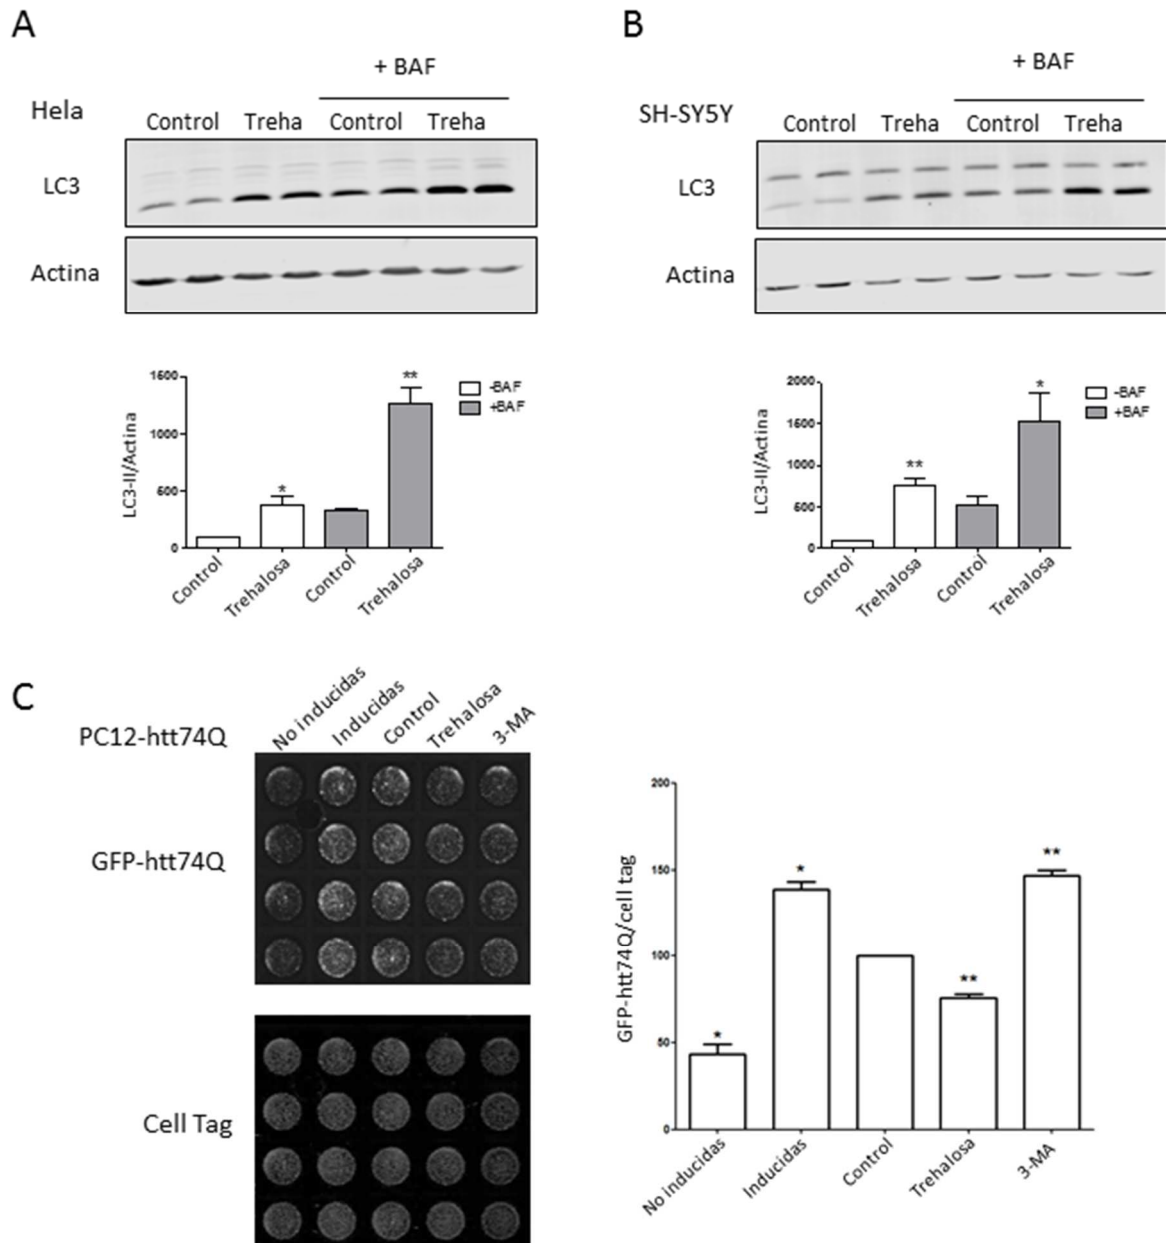 A
+ BAF
Hela
Control Treha Control Treha
LC3
Actina
1500
1000
500
0
LC3-II/Actina
*
**
-BAF
+BAF
Control
Trehalosa
Control
Trehalosa
B
+ BAF
SH-SY5Y
Control Treha Control Treha
LC3
Actina
2000
1500
1000
500
0
LC3-II/Actina
**
*
-BAF
+BAF
Control
Trehalosa
Control
Trehalosa
C
PC12-htt74Q
No inducidas
Inducidas
Control
Trehalosa
3-MA
GFP-htt74Q
Cell Tag
200
150
100
50
0
GFP-htt74Q/cell tag
*
*
**
**
No inducidas
Inducidas
Control
Trehalosa
3-MA